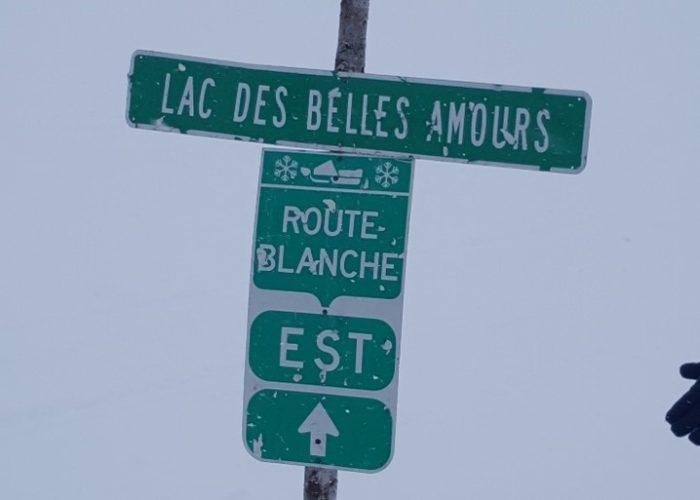 LAC DES BELLES AMOURS
ROUTE
BLANCHE
EST